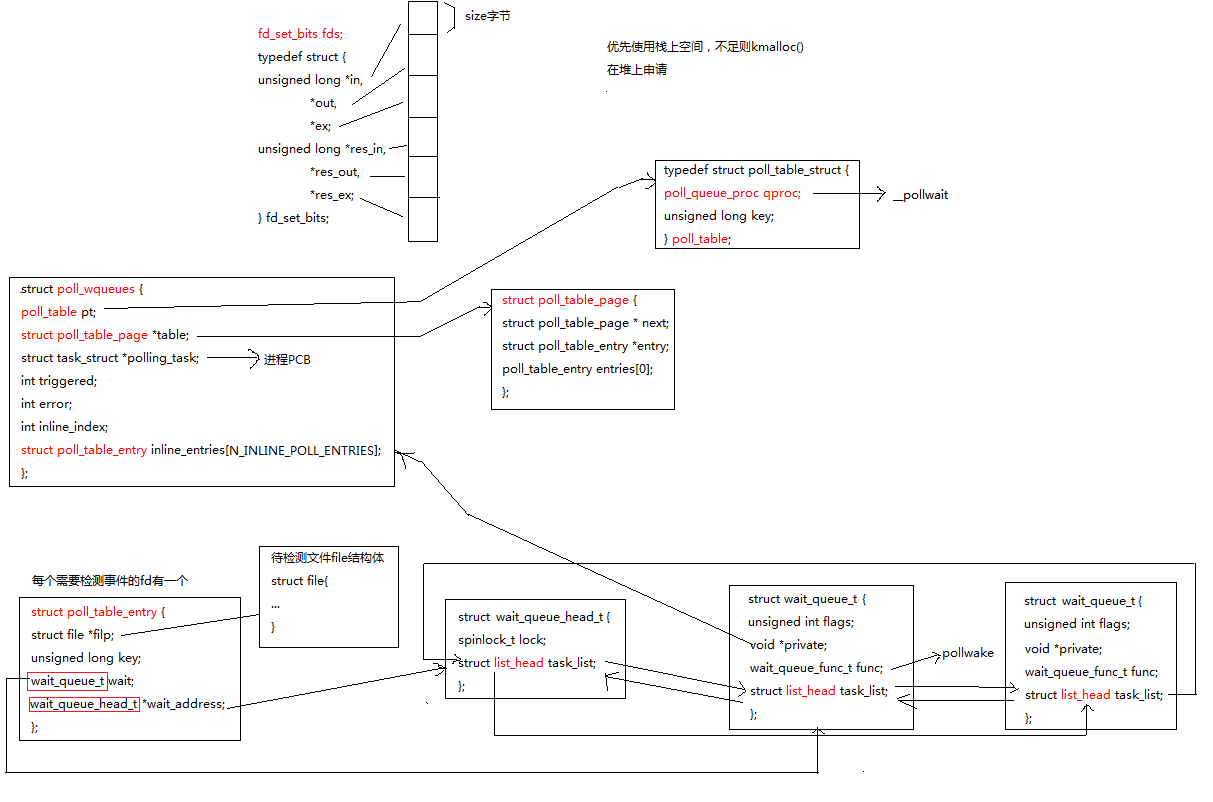 size字节
fd_set_bits fds;
typedef struct {
unsigned long *in,
*out,
*ex;
unsigned long *res_in,
*res_out,
*res_ex;
} fd_set_bits;
优先使用栈上空间，不足则kmalloc()
在堆上申请
typedef struct poll_table_struct {
poll_queue_proc qproc;
unsigned long key;
} poll_table;
__pollwait
struct poll_wqueues {
poll_table pt;
struct poll_table_page *table;
struct task_struct *polling_task;
int triggered;
int error;
int inline_index;
struct poll_table_entry inline_entries[N_INLINE_POLL_ENTRIES];
};
进程PCB
struct poll_table_page {
struct poll_table_page * next;
struct poll_table_entry *entry;
poll_table_entry entries[0];
};
每个需要检测事件的fd有一个
struct poll_table_entry {
struct file *filp;
unsigned long key;
wait_queue_t wait;
wait_queue_head_t *wait_address;
};
待检测文件file结构体
struct file{
...
}
struct wait_queue_head_t {
spinlock_t lock;
struct list_head task_list;
};
struct wait_queue_t {
unsigned int flags;
void *private;
wait_queue_func_t func;
struct list_head task_list;
};
pollwake
struct wait_queue_t {
unsigned int flags;
void *private;
wait_queue_func_t func;
struct list_head task_list;
};